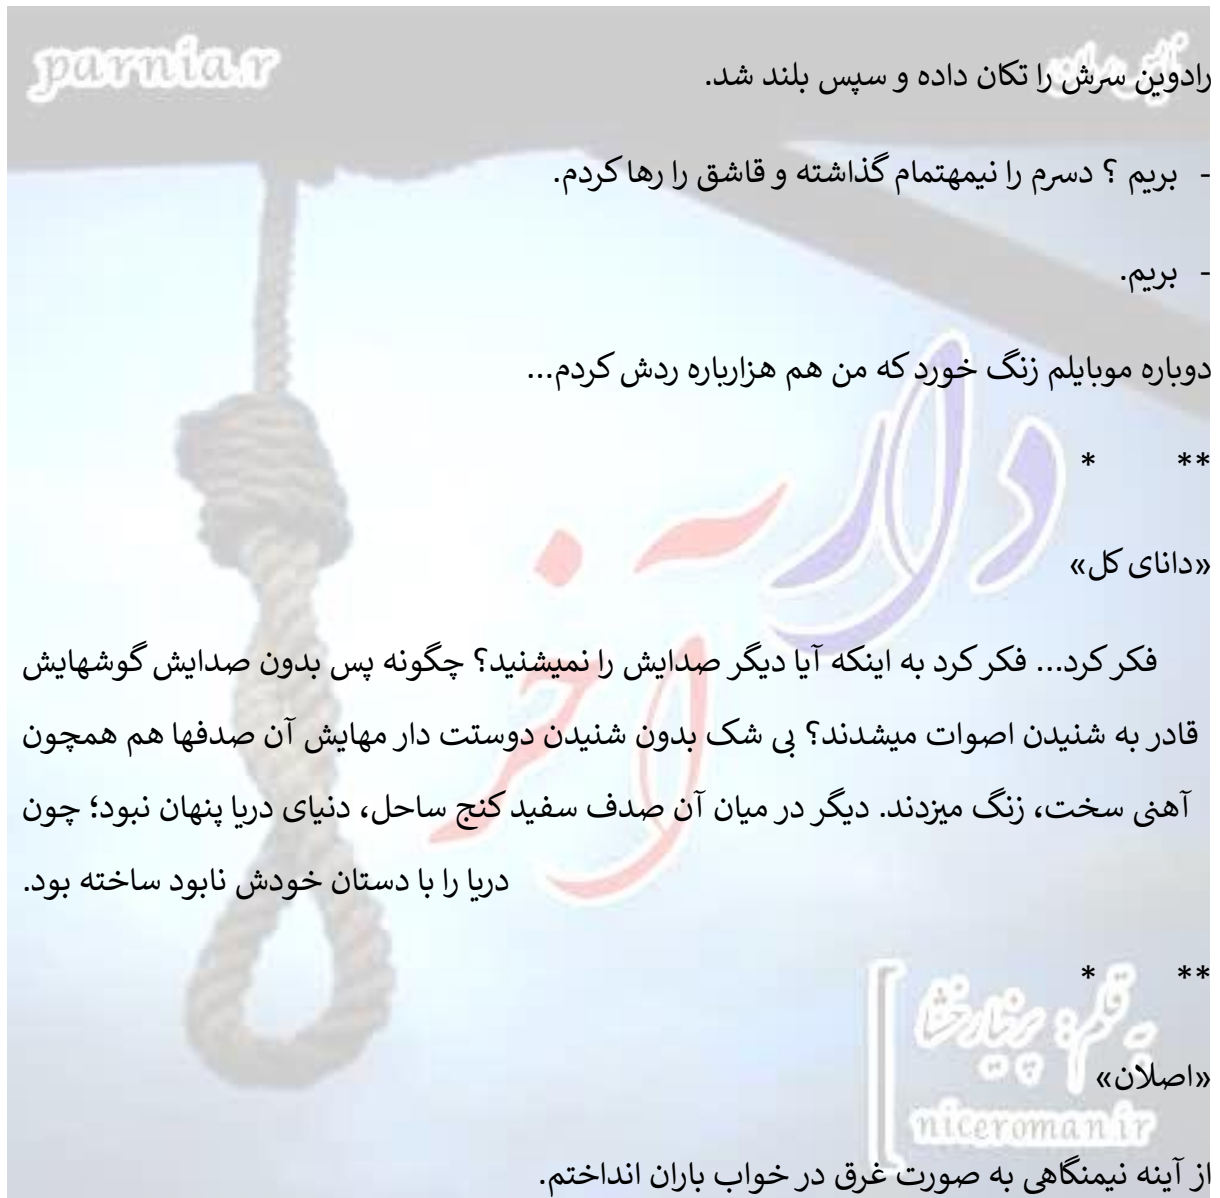 parnia.r
رادوین سرش را تکان داده و سپس بلند شد.
- بریم ؟ دسرم را نیمهتمام گذاشته و قاشق را رها کردم.
- بریم.
دوباره موبایلم زنگ خورد که من هم هزارباره ردش کردم...
** *
دار
«دانای کل»
آخر
فکر کرد... فکر کرد به اینکه آیا دیگر صدایش را نمیشنید؟ چگونه پس بدون صدایش گوشهایش
قادر به شنیدن اصوات میشدند؟ بی شک بدون شنیدن دوستت دار مهایش آن صدفها هم همچون
آهنی سخت، زنگ میزدند. دیگر در میان آن صدف سفید کنج ساحل، دنیای دریا پنهان نبود؛ چون
دریا را با دستان خودش نابود ساخته بود.
** *
«اصلان»
niceroman.ir
از آینه نیمنگاهی به صورت غرق در خواب باران انداختم.